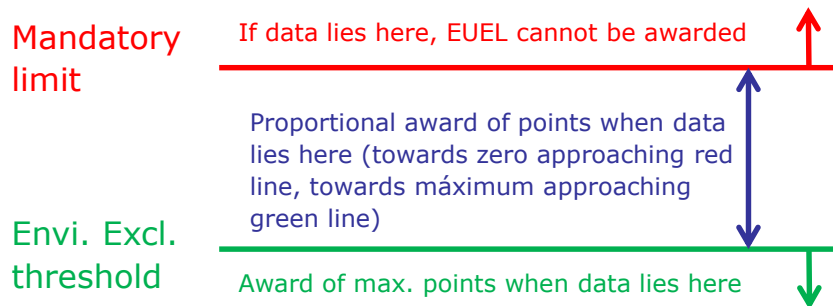 Mandatory
limit
If data lies here, EUEL cannot be awarded
Proportional award of points when data
lies here (towards zero approaching red
line, towards máximum approaching
green line)
Envi. Excl.
threshold
Award of max. points when data lies here